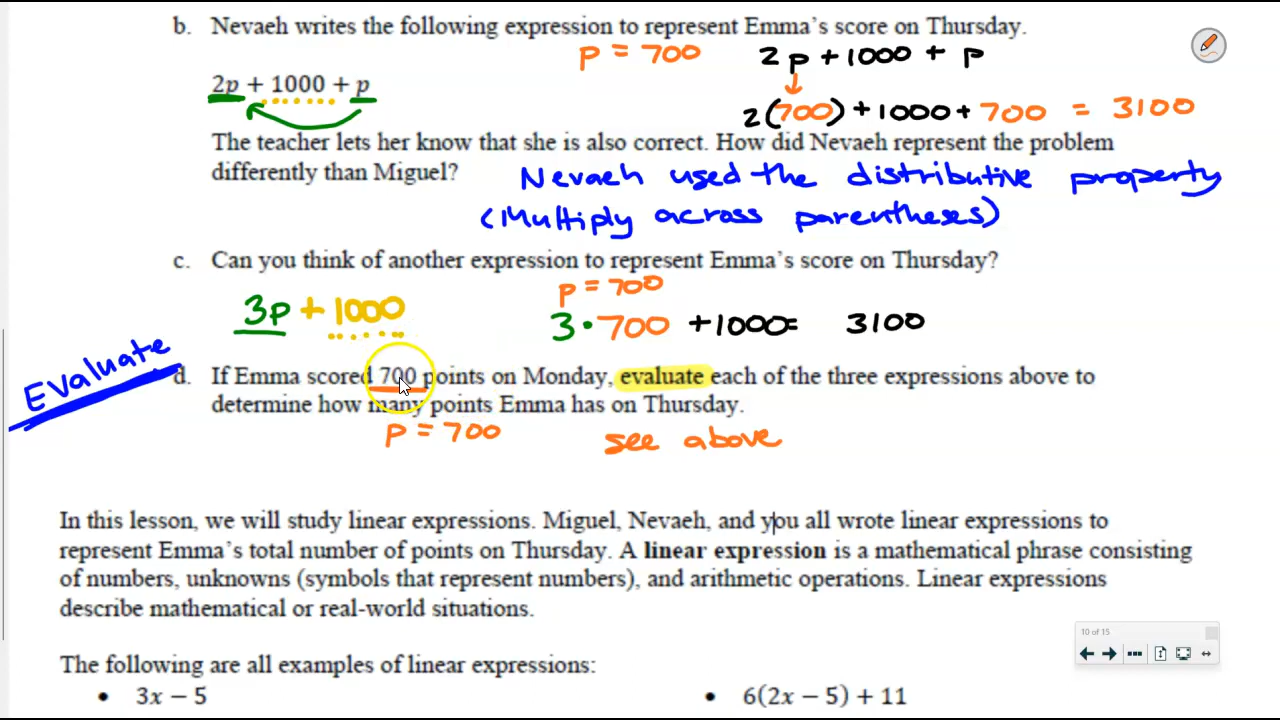 b. Nevaeh writes the following expression to represent Emma's score on Thursday.
p = 700 2p + 1000 + p
2p + 1000 + p
2(700) + 1000 + 700 = 3100
The teacher lets her know that she is also correct. How did Nevaeh represent the problem
differently than Miguel? Nevaeh used the distributive property
(Multiply across parentheses)
c. Can you think of another expression to represent Emma's score on Thursday?
p = 700
3p + 1000 3 • 700 + 1000 = 3100
Evaluate
d. If Emma scored 700 points on Monday, evaluate each of the three expressions above to
determine how many points Emma has on Thursday.
p = 700 see above
In this lesson, we will study linear expressions. Miguel, Nevaeh, and you all wrote linear expressions to
represent Emma's total number of points on Thursday. A linear expression is a mathematical phrase consisting
of numbers, unknowns (symbols that represent numbers), and arithmetic operations. Linear expressions
describe mathematical or real-world situations.
10 of 15
The following are all examples of linear expressions:
• 3x − 5 • 6(2x − 5) + 11